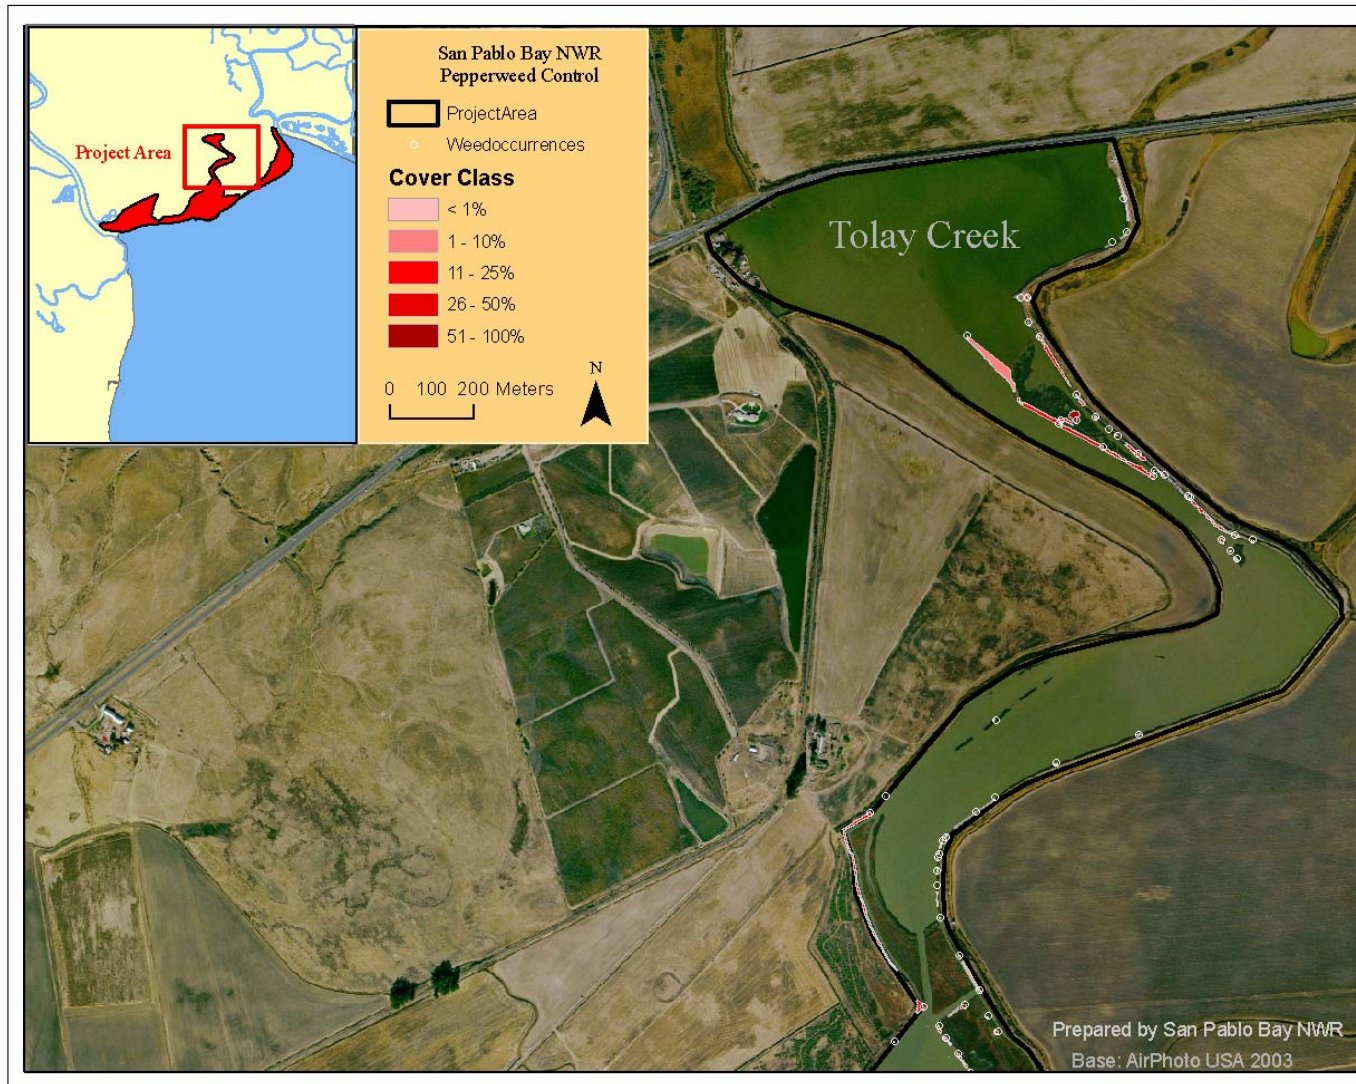 San Pablo Bay NWR
Pepperweed Control
ProjectArea
Weedoccurrences
Cover Class
< 1%
1 - 10%
11 - 25%
26 - 50%
51 - 100%
0 100 200 Meters
N
Project Area
Tolay Creek
Prepared by San Pablo Bay NWR
Base: AirPhoto USA 2003